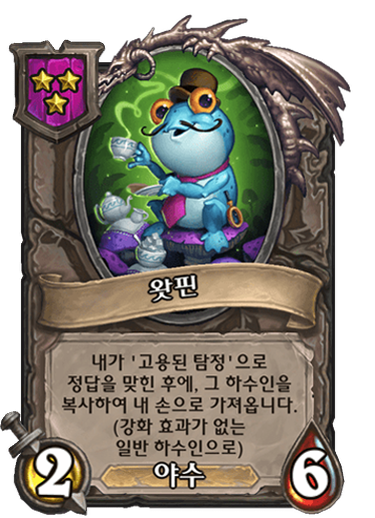 왓핀
내가 '고용된 탐정'으로
정답을 맞힌 후에, 그 하수인을
복사하여 내 손으로 가져옵니다.
(강화 효과가 없는
일반 하수인으로)
2
야수
6